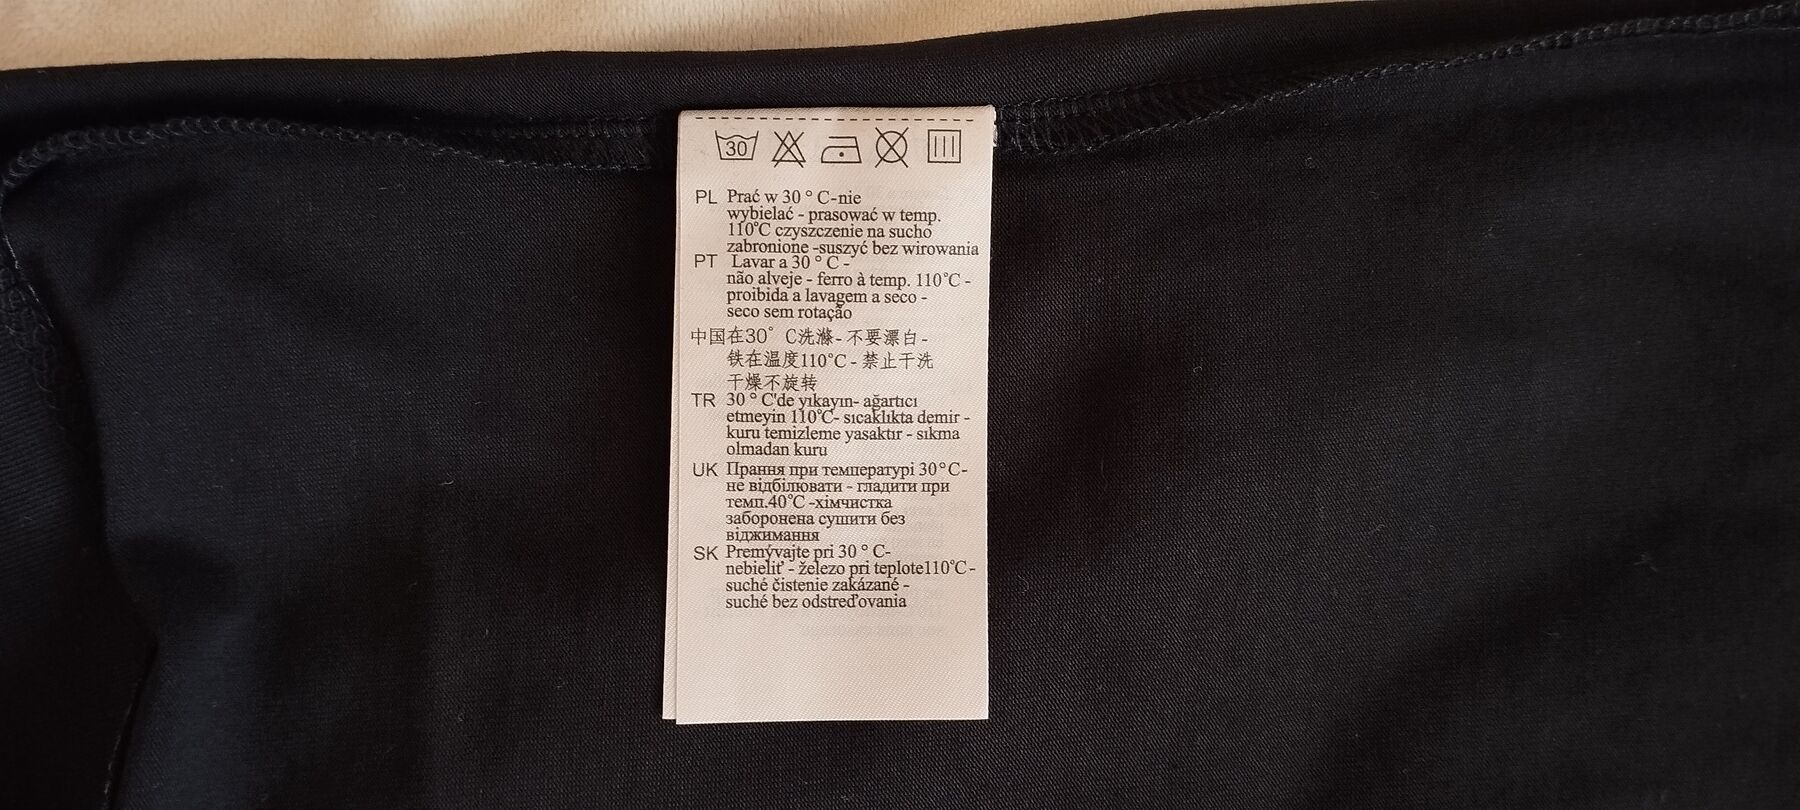 30
PL Prać w 30 ° C-nie
wybielać - prasować w temp.
110°C czyszczenie na sucho
zabronione -suszyć bez wirowania
PT Lavar a 30 ° C -
não alveje - ferro à temp. 110°C -
proibida a lavagem a seco -
seco sem rotação
中国在30° C洗滌- 不要漂白-
铁在温度110°C - 禁止干洗
干燥不旋转
TR 30 ° C'de yıkayın- ağartıcı
etmeyin 110°C- sıcaklıkta demir -
kuru temizleme yasaktır - sıkma
olmadan kuru
UK Прання при температурі 30°C-
не відбілювати - гладити при
темп.40°C -хімчистка
заборонена сушити без
віджимання
SK Premývajte pri 30 ° C-
nebieliť - železo pri teplote110°C-
suché čistenie zakázané -
suché bez odstreďovania